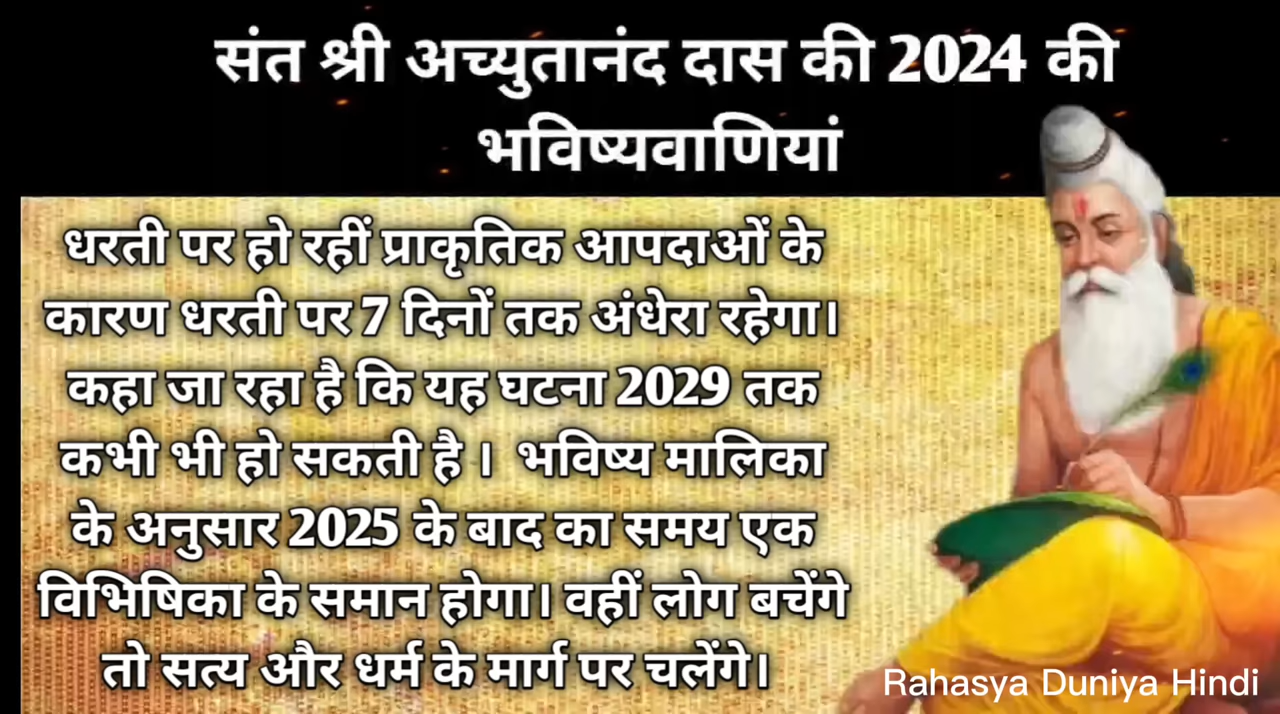 संत श्री अच्युतानंद दास की 2024 की
भविष्यवाणियां
धरती पर हो रहीं प्राकृतिक आपदाओं के
कारण धरती पर 7 दिनों तक अंधेरा रहेगा।
कहा जा रहा है कि यह घटना 2029 तक
कभी भी हो सकती है । भविष्य मालिका
के अनुसार 2025 के बाद का समय एक
विभिषिका के समान होगा। वहीं लोग बचेंगे
तो सत्य और धर्म के मार्ग पर चलेंगे।
Rahasya Duniya Hindi